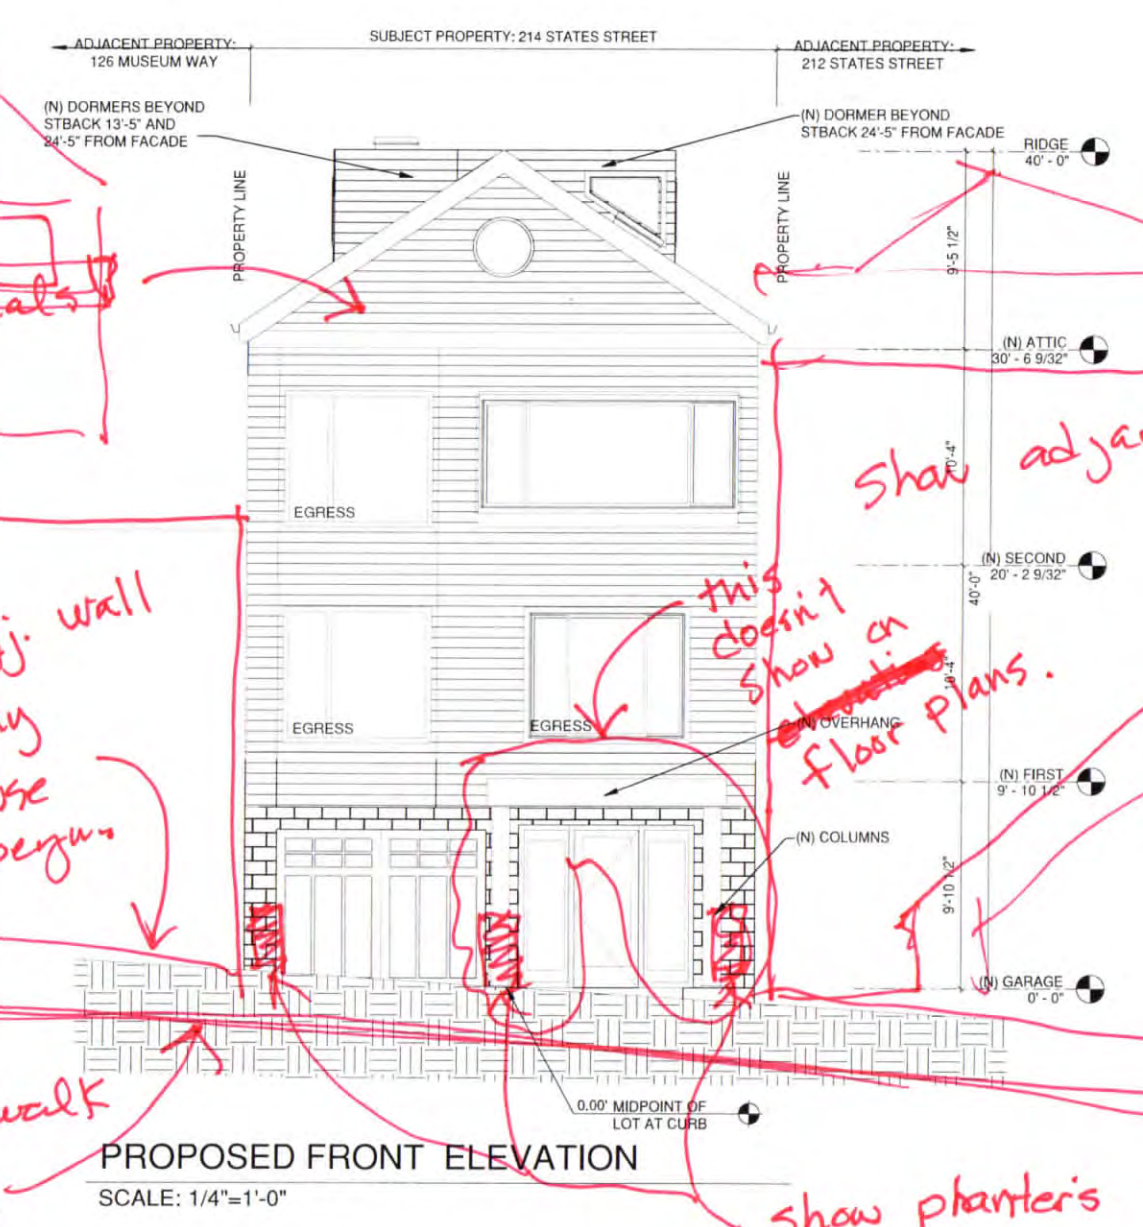 SUBJECT PROPERTY: 214 STATES STREET
ADJACENT PROPERTY:
126 MUSEUM WAY
ADJACENT PROPERTY:
212 STATES STREET
(N) DORMERS BEYOND
STBACK 13'-5" AND
24'-5" FROM FACADE
(N) DORMER BEYOND
STBACK 24'-5" FROM FACADE
RIDGE
40' - 0"
PROPERTY LINE
PROPERTY LINE
9'-5 1/2"
als
(N) ATTIC
30' - 6 9/32"
Show adja
10'-4"
EGRESS
(N) SECOND
20' - 2 9/32"
40'-0"
j. wall
this
doesn't
show on
elevations
floor plans.
10'-4"
EGRESS
EGRESS
(N) OVERHANG
(N) FIRST
9' - 10 1/2"
(N) COLUMNS
9'-10 1/2"
(N) GARAGE
0' - 0"
walk
0.00' MIDPOINT OF
LOT AT CURB
PROPOSED FRONT ELEVATION
SCALE: 1/4"=1'-0"
show planters